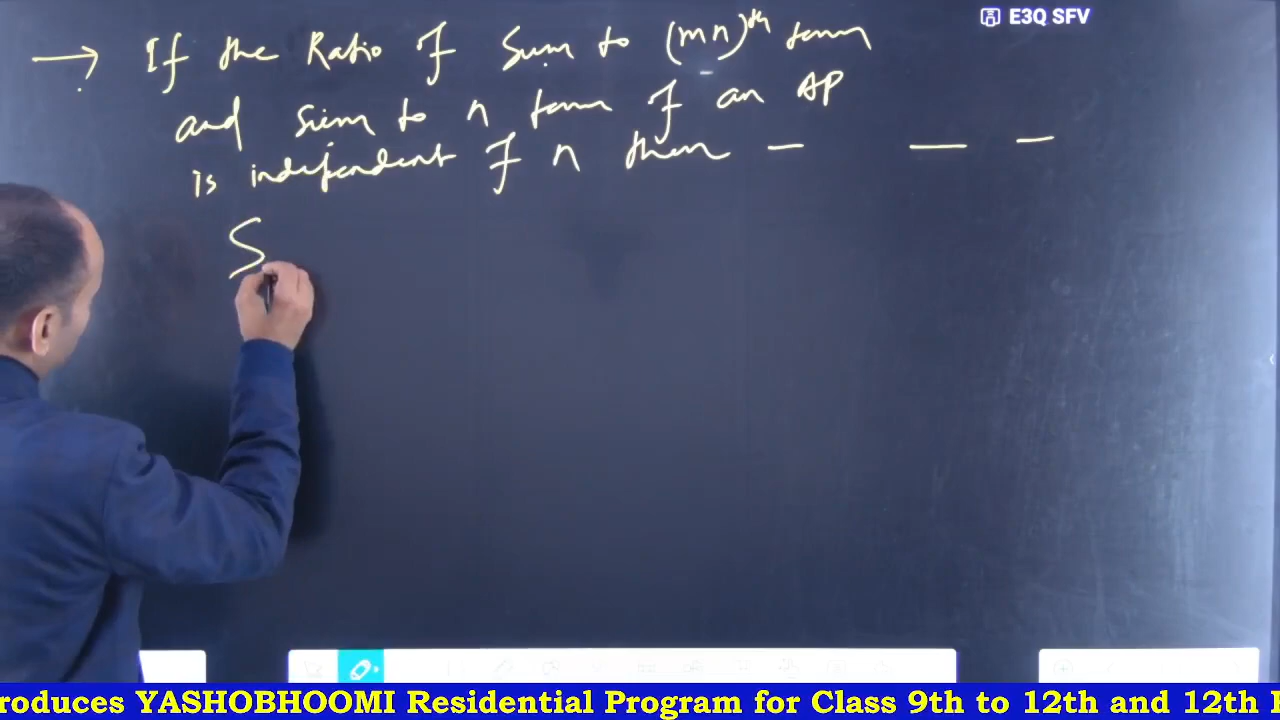 E3Q SFV
→ If the Ratio of Sum to (mn)th term
and sum to n term of an AP
is independent of n then — — —
S
roduces YASHOBHOOMI Residential Program for Class 9th to 12th and 12th